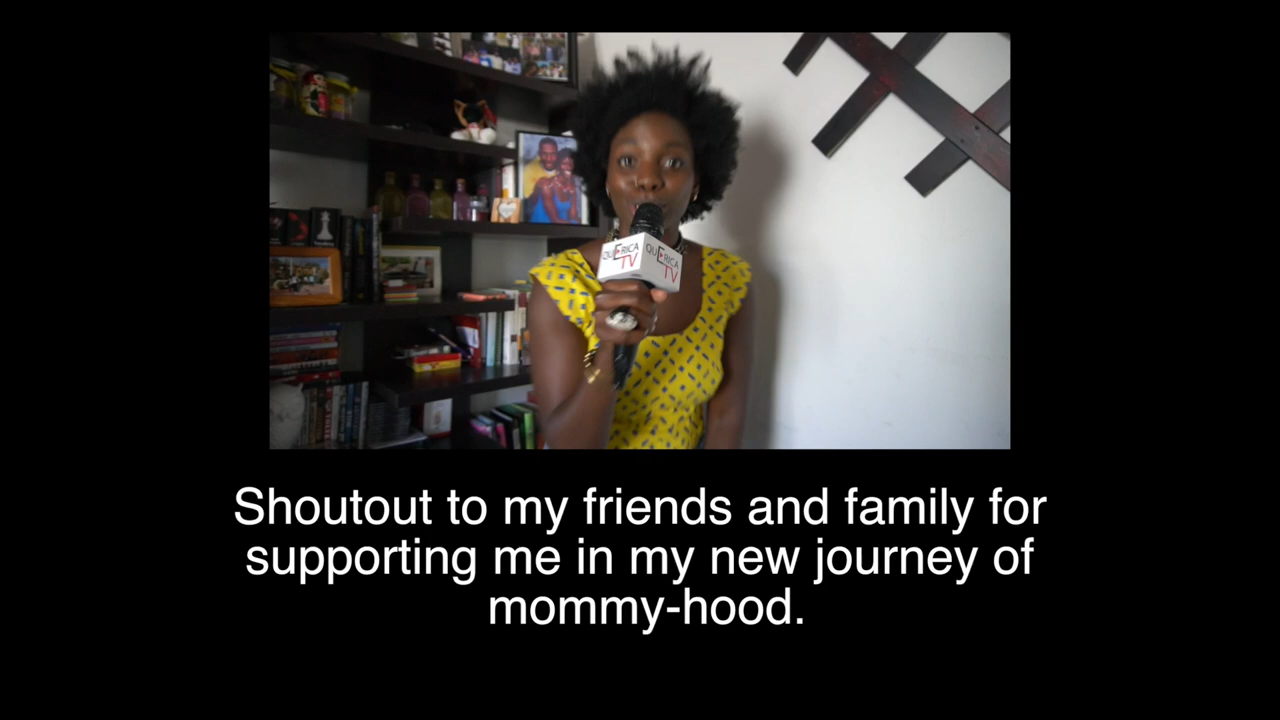 QUERICA
TV
QUERICA
TV
Shoutout to my friends and family for
supporting me in my new journey of
mommy-hood.